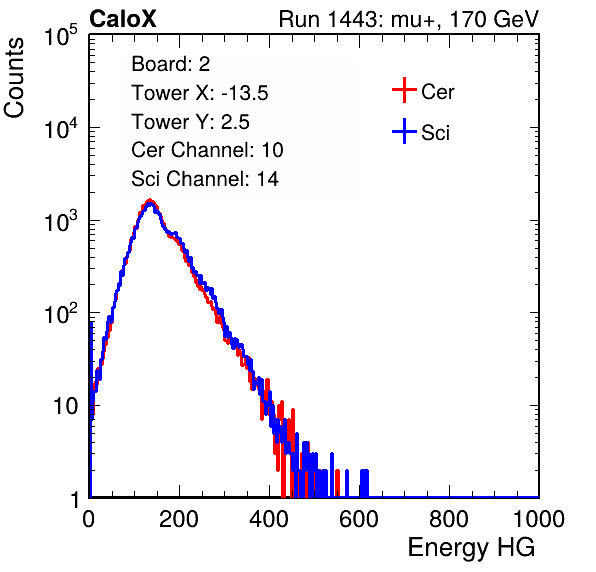 CaloX Run 1443: mu+, 170 GeV
Counts
Board: 2
Tower X: -13.5
Tower Y: 2.5
Cer Channel: 10
Sci Channel: 14
Cer
Sci
10^5
10^4
10^3
10^2
10
1
0 200 400 600 800 1000
Energy HG